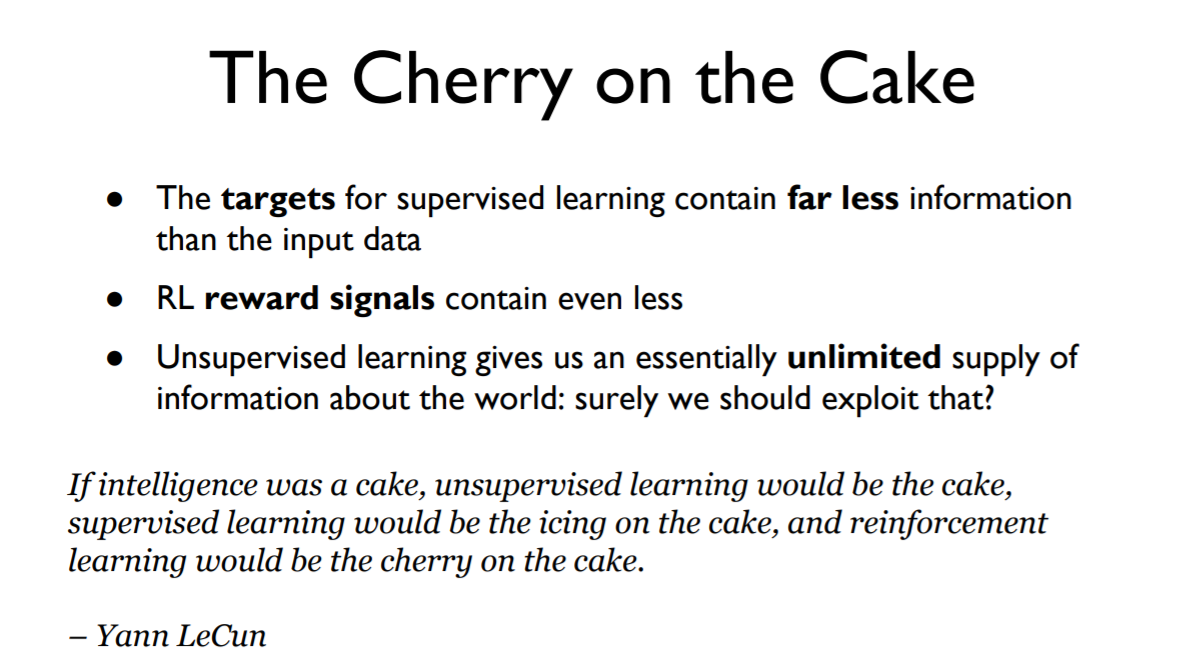 The Cherry on the Cake
● The targets for supervised learning contain far less information
than the input data
● RL reward signals contain even less
● Unsupervised learning gives us an essentially unlimited supply of
information about the world: surely we should exploit that?
If intelligence was a cake, unsupervised learning would be the cake,
supervised learning would be the icing on the cake, and reinforcement
learning would be the cherry on the cake.
– Yann LeCun